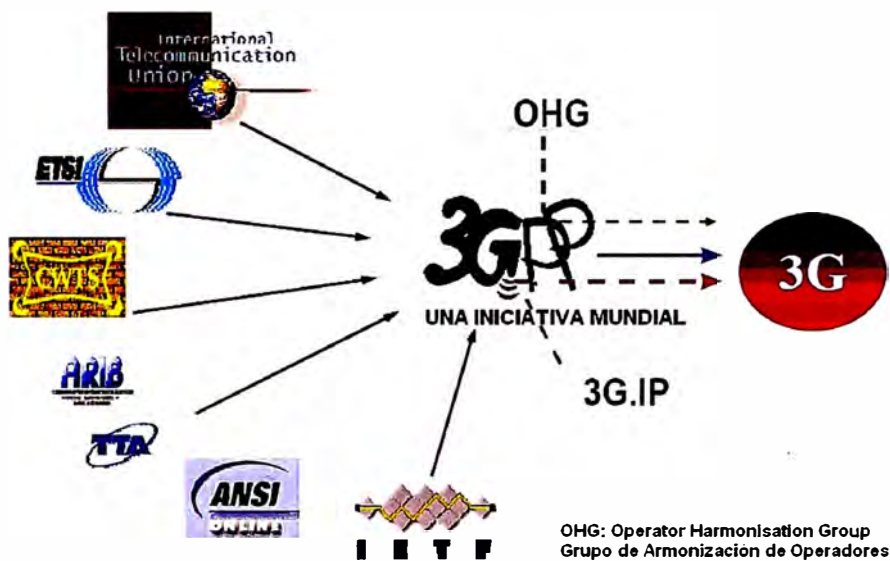 International
Telecommunication
Union
OHG
ETSI
3GPP
CWTS
3G
UNA INICIATIVA MUNDIAL
ARIB
3G.IP
TTA
ANSI
ONLINE
I E T F
OHG: Operator Harmonisation Group
Grupo de Armonización de Operadores